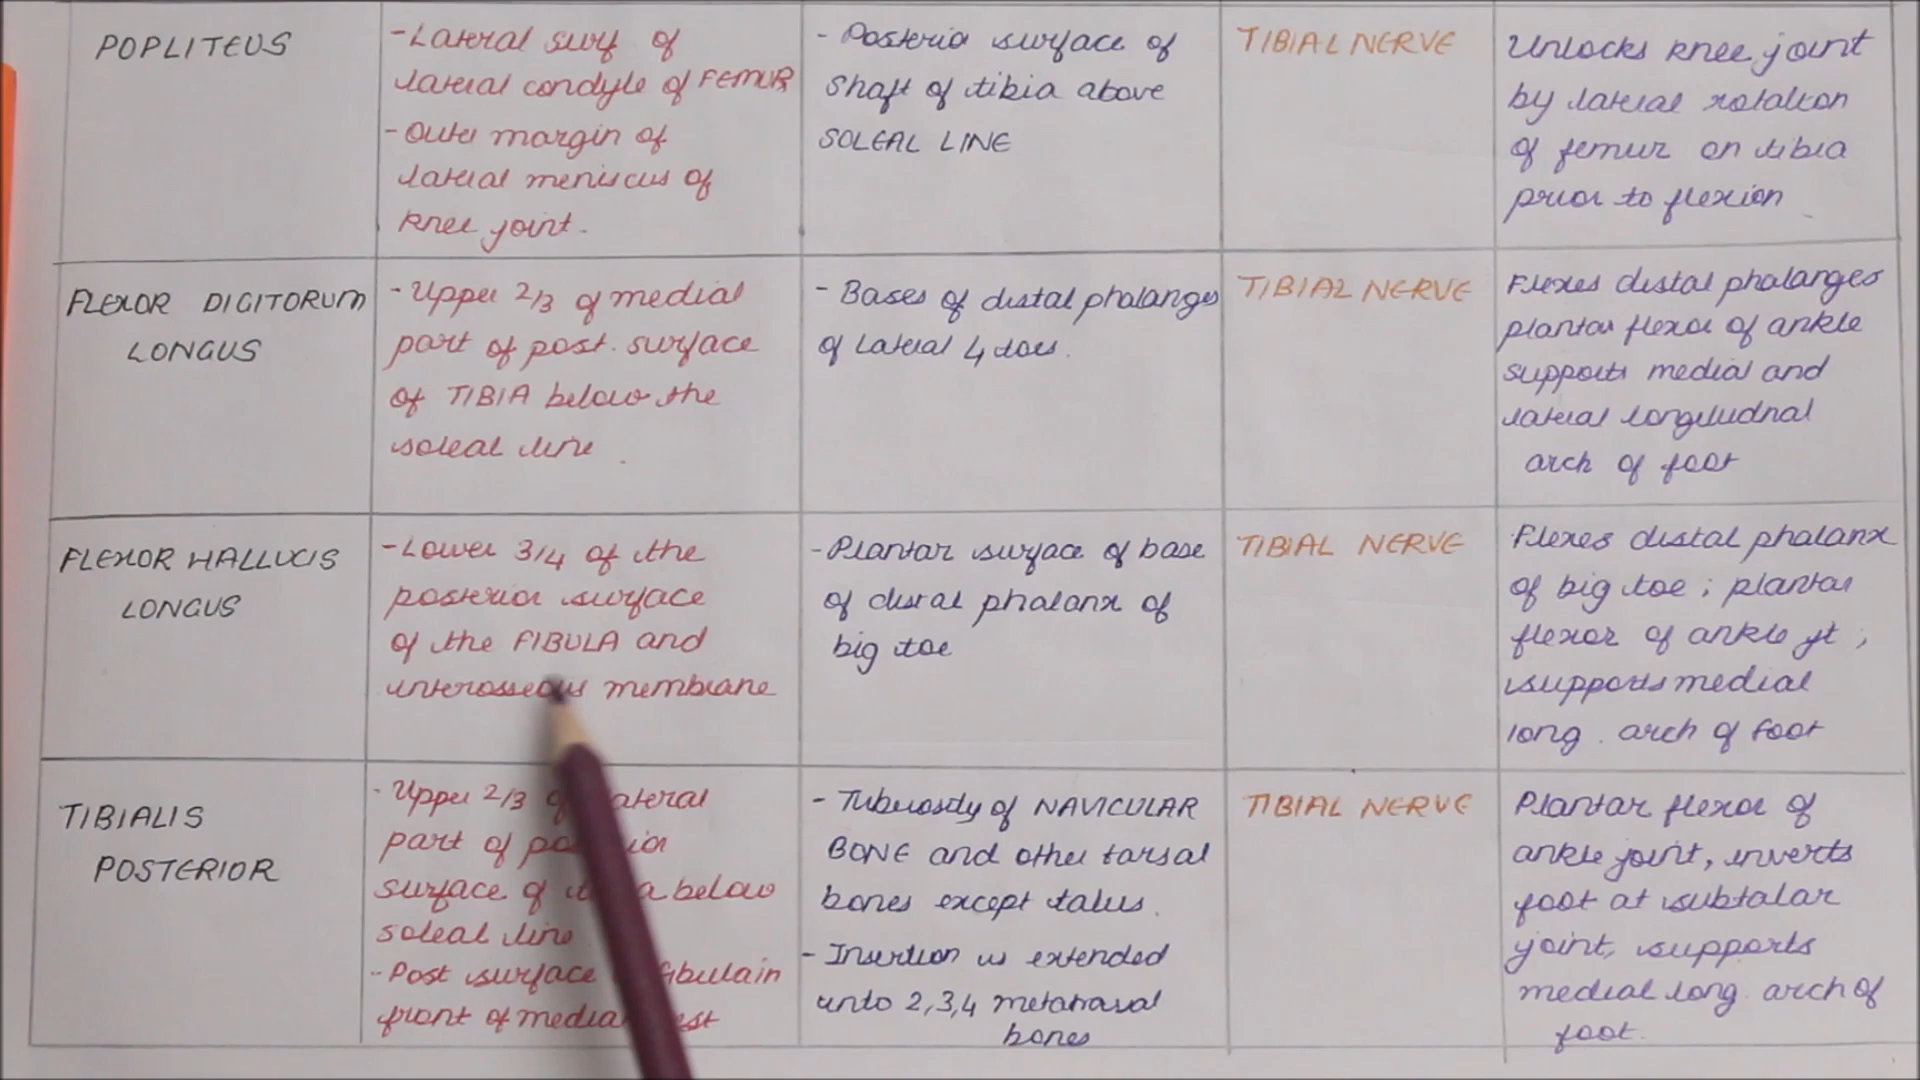 POPLITEUS
- Lateral surf of
lateral condyle of FEMUR
- Outer margin of
lateral meniscus of
knee joint.
- Posterior surface of
shaft of tibia above
SOLEAL LINE
TIBIAL NERVE
Unlocks knee joint
by lateral rotation
of femur on tibia
prior to flexion
FLEXOR DIGITORUM
LONGUS
- Upper 2/3 of medial
part of post. surface
of TIBIA below the
soleal line
- Bases of distal phalanges
of lateral 4 toes.
TIBIAL NERVE
Flexes distal phalanges
plantar flexor of ankle
supports medial and
lateral longitudnal
arch of foot
FLEXOR HALLUCIS
LONGUS
- Lower 3/4 of the
posterior surface
of the FIBULA and
interosseous membrane
- Plantar surface of base
of distal phalanx of
big toe
TIBIAL NERVE
Flexes distal phalanx
of big toe ; plantar
flexor of ankle jt ;
supports medial
long. arch of foot
TIBIALIS
POSTERIOR
- Upper 2/3 of lateral
part of
surface of below
soleal line
- Post surface fibula in
front of
- Tuberosity of NAVICULAR
BONE and other tarsal
bones except talus.
- Insertion is extended
unto 2,3,4 metatarsal
bones
TIBIAL NERVE
Plantar flexor of
ankle joint, inverts
foot at subtalar
joint, supports
medial long. arch of
foot.